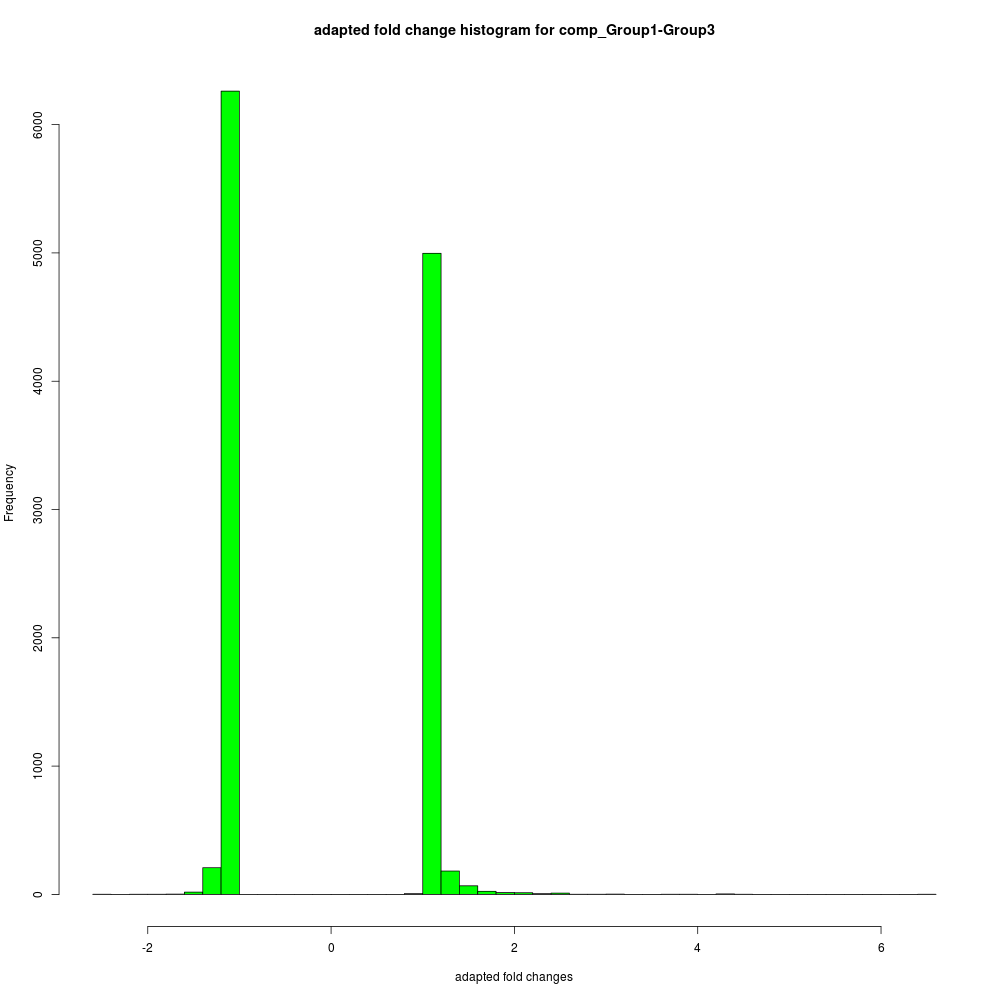 adapted fold change histogram for comp_Group1-Group3
Frequency
6000
5000
4000
3000
2000
1000
0
-2 0 2 4 6
adapted fold changes